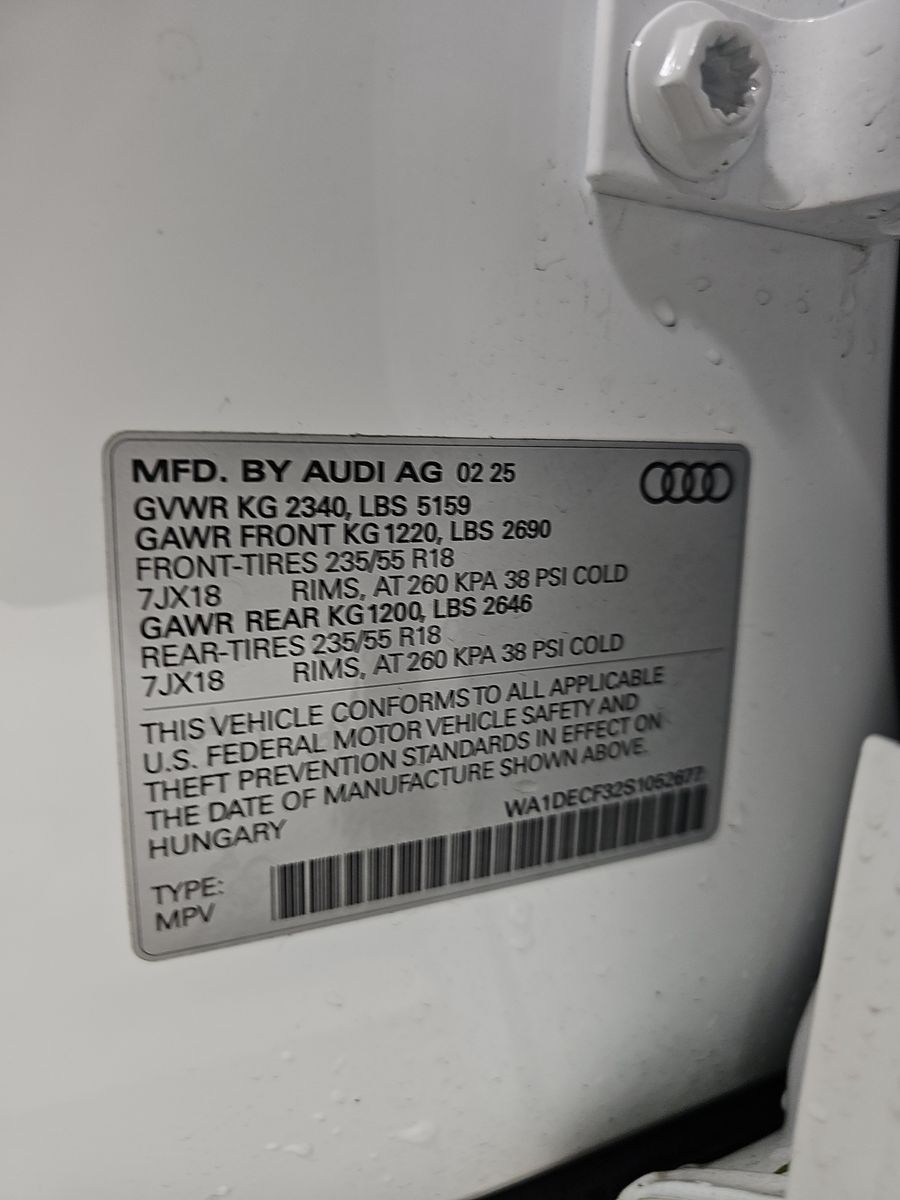 MFD. BY AUDI AG 02 25
GVWR KG 2340, LBS 5159
GAWR FRONT KG 1220, LBS 2690
FRONT-TIRES 235/55 R18
7JX18 RIMS, AT 260 KPA 38 PSI COLD
GAWR REAR KG 1200, LBS 2646
REAR-TIRES 235/55 R18
7JX18 RIMS, AT 260 KPA 38 PSI COLD
THIS VEHICLE CONFORMS TO ALL APPLICABLE
U.S. FEDERAL MOTOR VEHICLE SAFETY AND
THEFT PREVENTION STANDARDS IN EFFECT ON
THE DATE OF MANUFACTURE SHOWN ABOVE.
HUNGARY
TYPE:
MPV